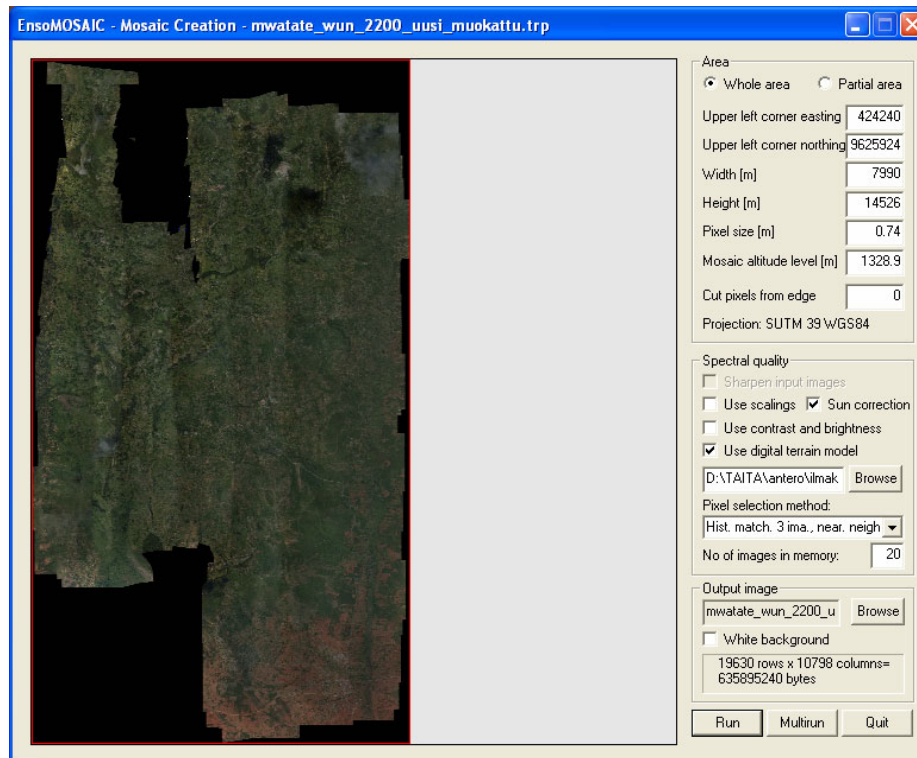 EnsoMOSAIC - Mosaic Creation - mwatate_wun_2200_uusi_muokattu.trp
Area
Whole area Partial area
Upper left corner easting 424240
Upper left corner northing 9625924
Width [m] 7990
Height [m] 14526
Pixel size [m] 0.74
Mosaic altitude level [m] 1328.9
Cut pixels from edge 0
Projection: SUTM 39 WGS84
Spectral quality
Sharpen input images
Use scalings Sun correction
Use contrast and brightness
Use digital terrain model
D:\TAITA\antero\ilmak Browse
Pixel selection method:
Hist. match. 3 ima., near. neigh
No of images in memory: 20
Output image
mwatate_wun_2200_u Browse
White background
19630 rows x 10798 columns=
635895240 bytes
Run Multirun Quit